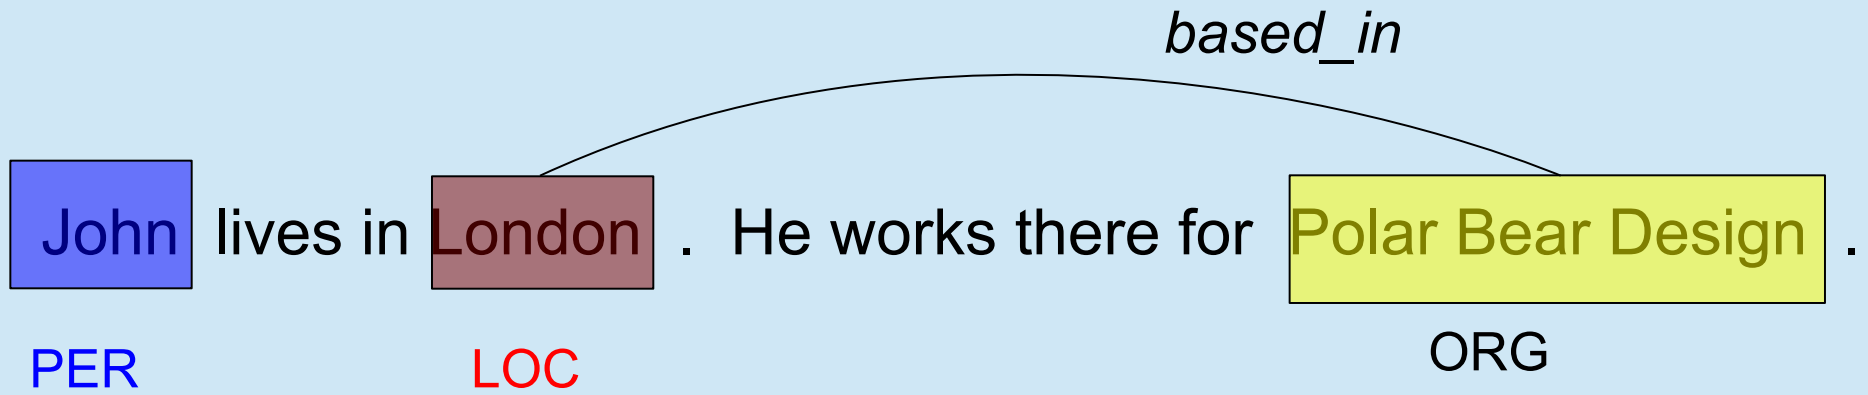 based_in
John lives in London . He works there for Polar Bear Design .
PER LOC ORG